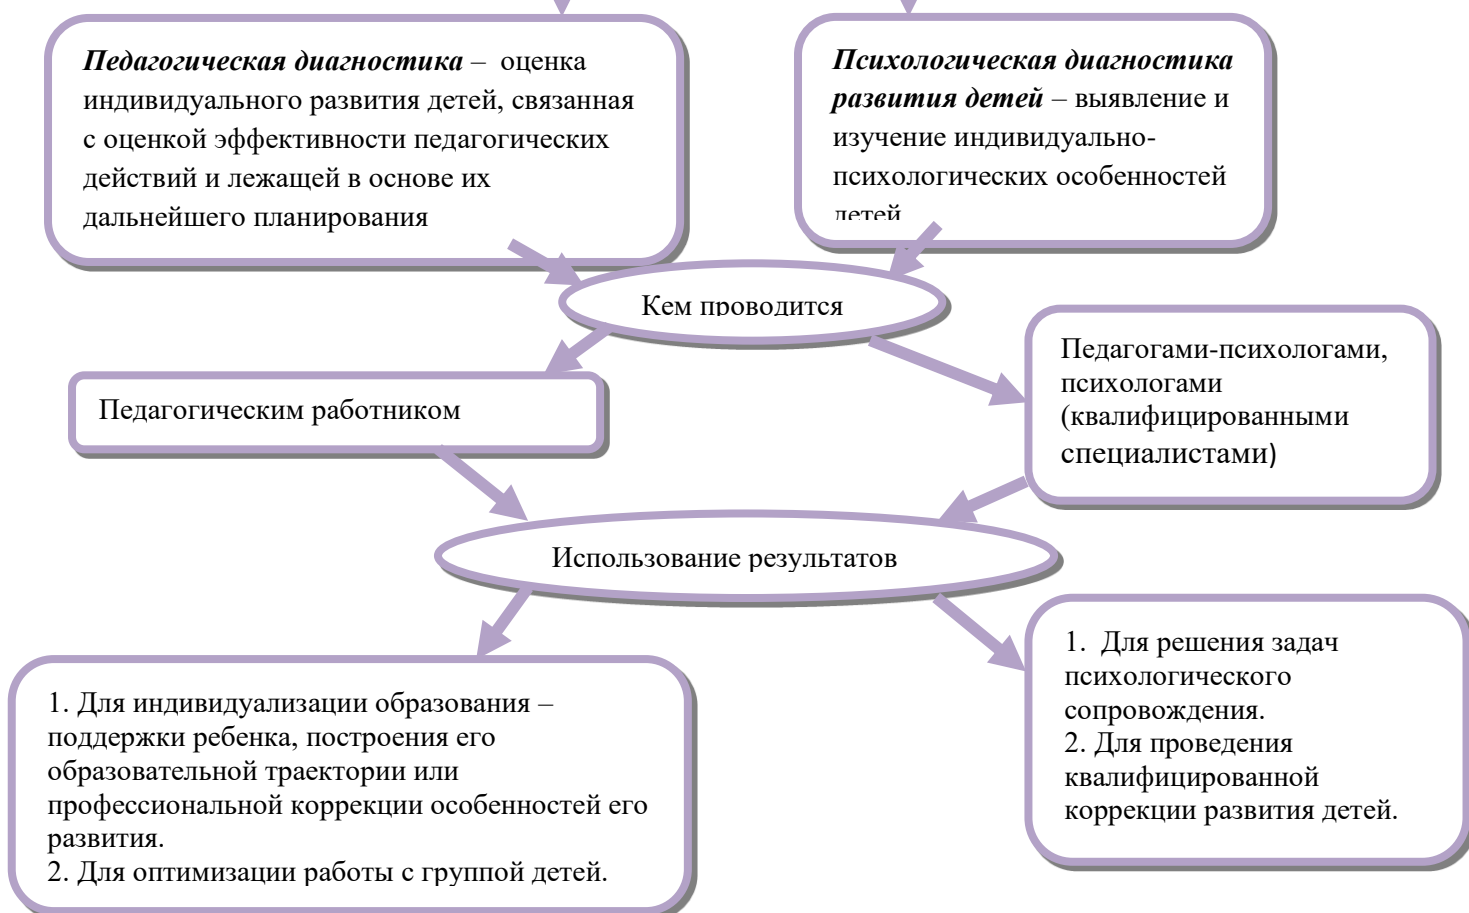 Педагогическая диагностика – оценка
индивидуального развития детей, связанная
с оценкой эффективности педагогических
действий и лежащей в основе их
дальнейшего планирования
Психологическая диагностика
развития детей – выявление и
изучение индивидуально-
психологических особенностей
детей
Кем проводится
Педагогическим работником
Педагогами-психологами,
психологами
(квалифицированными
специалистами)
Использование результатов
1. Для индивидуализации образования –
поддержки ребенка, построения его
образовательной траектории или
профессиональной коррекции особенностей его
развития.
2. Для оптимизации работы с группой детей.
1. Для решения задач
психологического
сопровождения.
2. Для проведения
квалифицированной
коррекции развития детей.